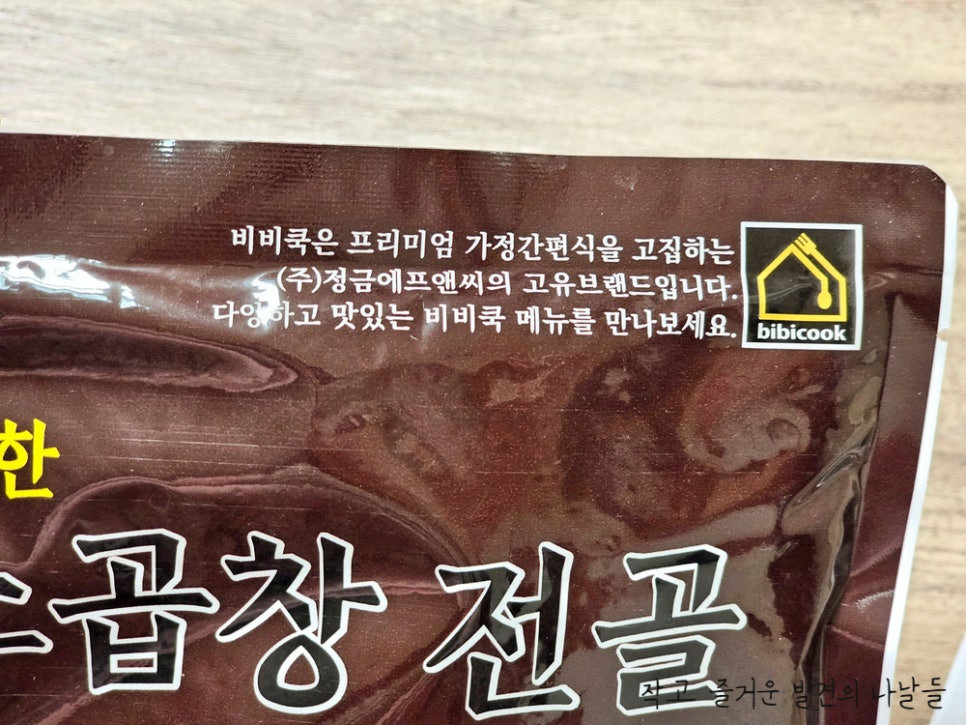 비비쿡은 프리미엄 가정간편식을 고집하는
(주)정금에프앤씨의 고유브랜드입니다.
다양하고 맛있는 비비쿡 메뉴를 만나보세요.
bibicook
한
곱창 전골
작고 즐거운 발견의 나날들